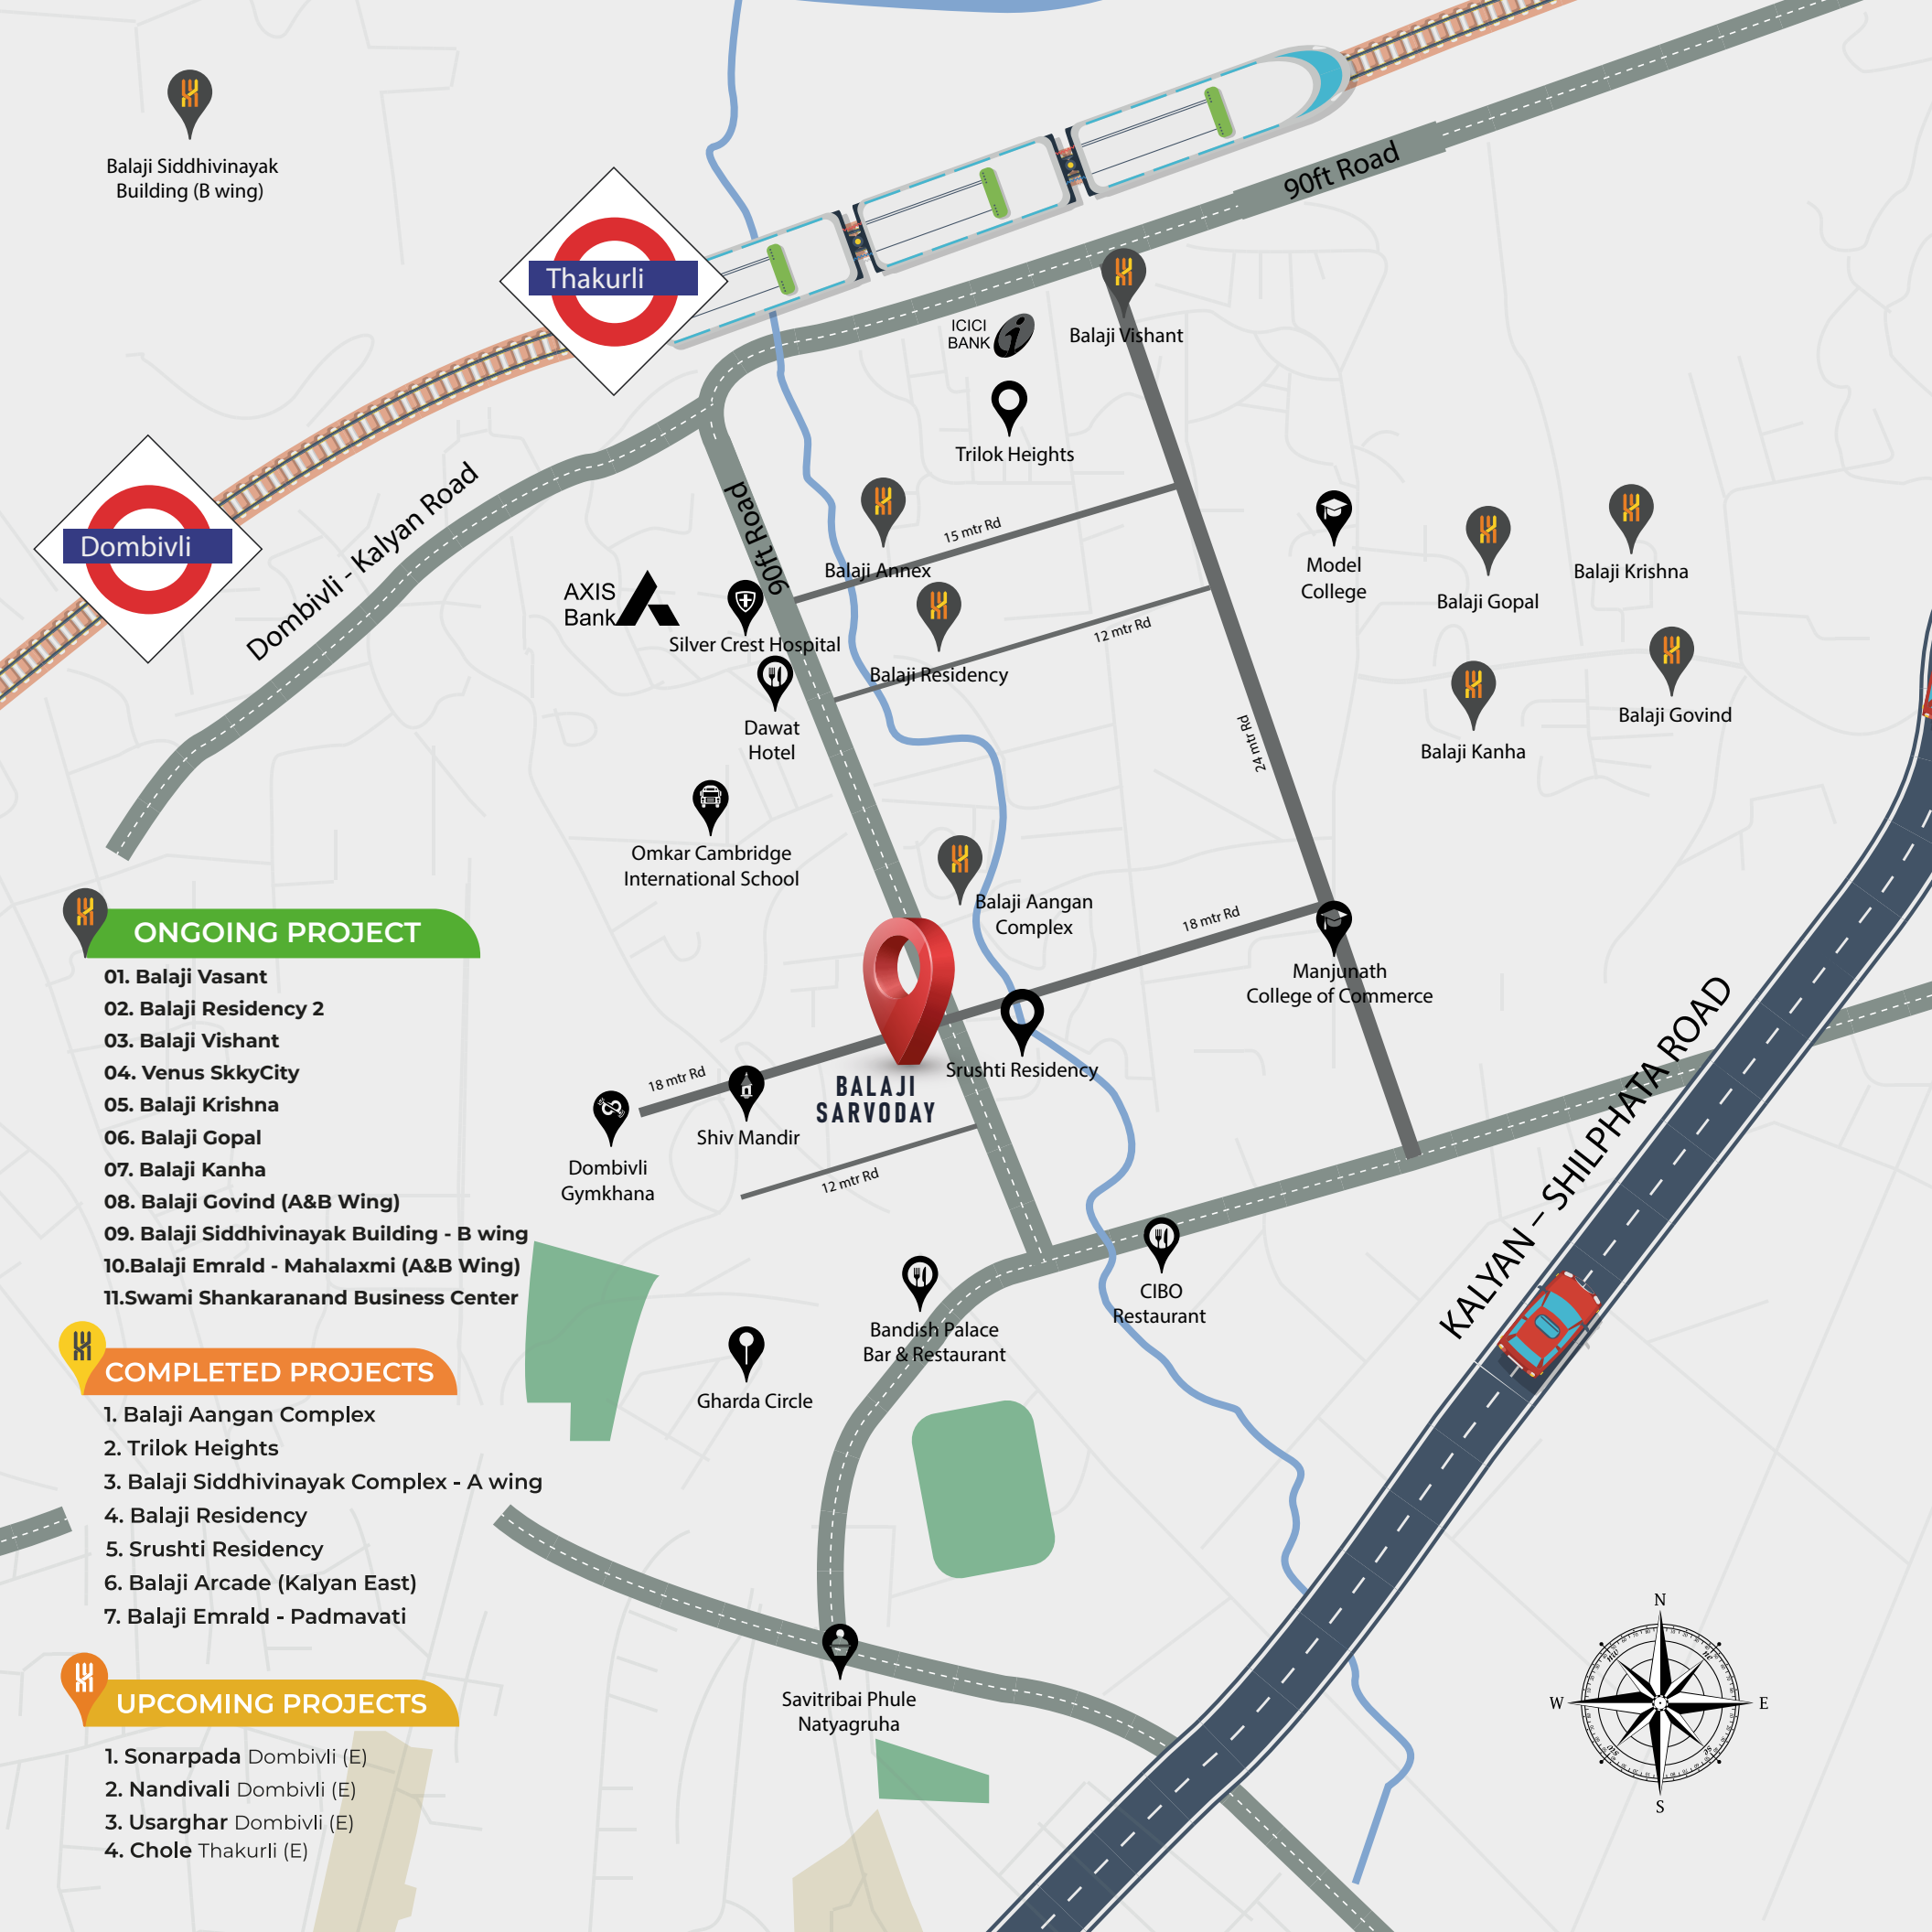 Balaji Siddhivinayak
Building (B wing)
Thakurli
90ft Road
ICICI
BANK
Balaji Vishant
Trilok Heights
Dombivli
Dombivli - Kalyan Road
90ft Road
15 mtr Rd
Balaji Annex
AXIS
Bank
Silver Crest Hospital
Model
College
Balaji Gopal
Balaji Krishna
12 mtr Rd
Balaji Residency
Dawat
Hotel
24 mtr Rd
Balaji Kanha
Balaji Govind
Omkar Cambridge
International School
Balaji Aangan
Complex
18 mtr Rd
Manjunath
College of Commerce
KALYAN – SHILPHATA ROAD
Srushti Residency
18 mtr Rd
BALAJI
SARVODAY
Shiv Mandir
Dombivli
Gymkhana
12 mtr Rd
CIBO
Restaurant
Bandish Palace
Bar & Restaurant
Gharda Circle
Savitribai Phule
Natyagruha
ONGOING PROJECT
01. Balaji Vasant
02. Balaji Residency 2
03. Balaji Vishant
04. Venus SkkyCity
05. Balaji Krishna
06. Balaji Gopal
07. Balaji Kanha
08. Balaji Govind (A&B Wing)
09. Balaji Siddhivinayak Building - B wing
10.Balaji Emrald - Mahalaxmi (A&B Wing)
11.Swami Shankaranand Business Center
COMPLETED PROJECTS
1. Balaji Aangan Complex
2. Trilok Heights
3. Balaji Siddhivinayak Complex - A wing
4. Balaji Residency
5. Srushti Residency
6. Balaji Arcade (Kalyan East)
7. Balaji Emrald - Padmavati
UPCOMING PROJECTS
1. Sonarpada Dombivli (E)
2. Nandivali Dombivli (E)
3. Usarghar Dombivli (E)
4. Chole Thakurli (E)
N
nw
ne
W
E
sw
se
S